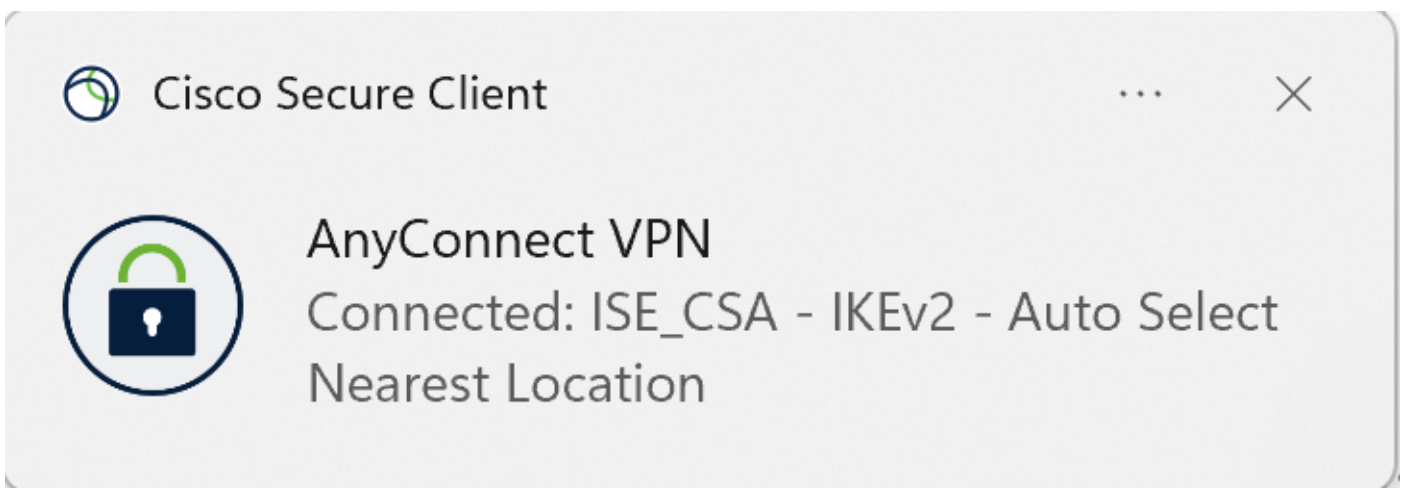 Cisco Secure Client
AnyConnect VPN
Connected: ISE_CSA - IKEv2 - Auto Select
Nearest Location